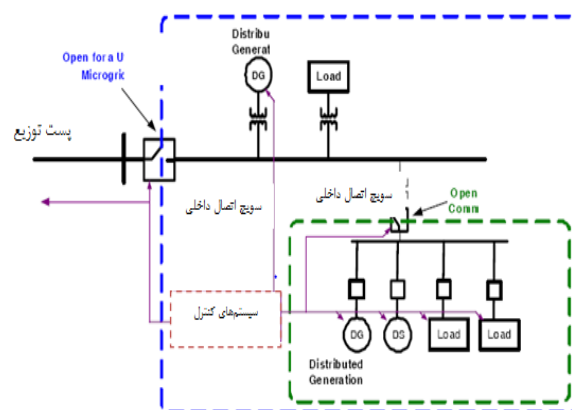 Distribu
Generat
Open for a U
Microgric
DG
Load
پست توزیع
سویچ اتصال داخلی
سویچ اتصال داخلی
Open
Comm
سیستم‌های کنترل
DG
DS
Load
Load
Distributed
Generation